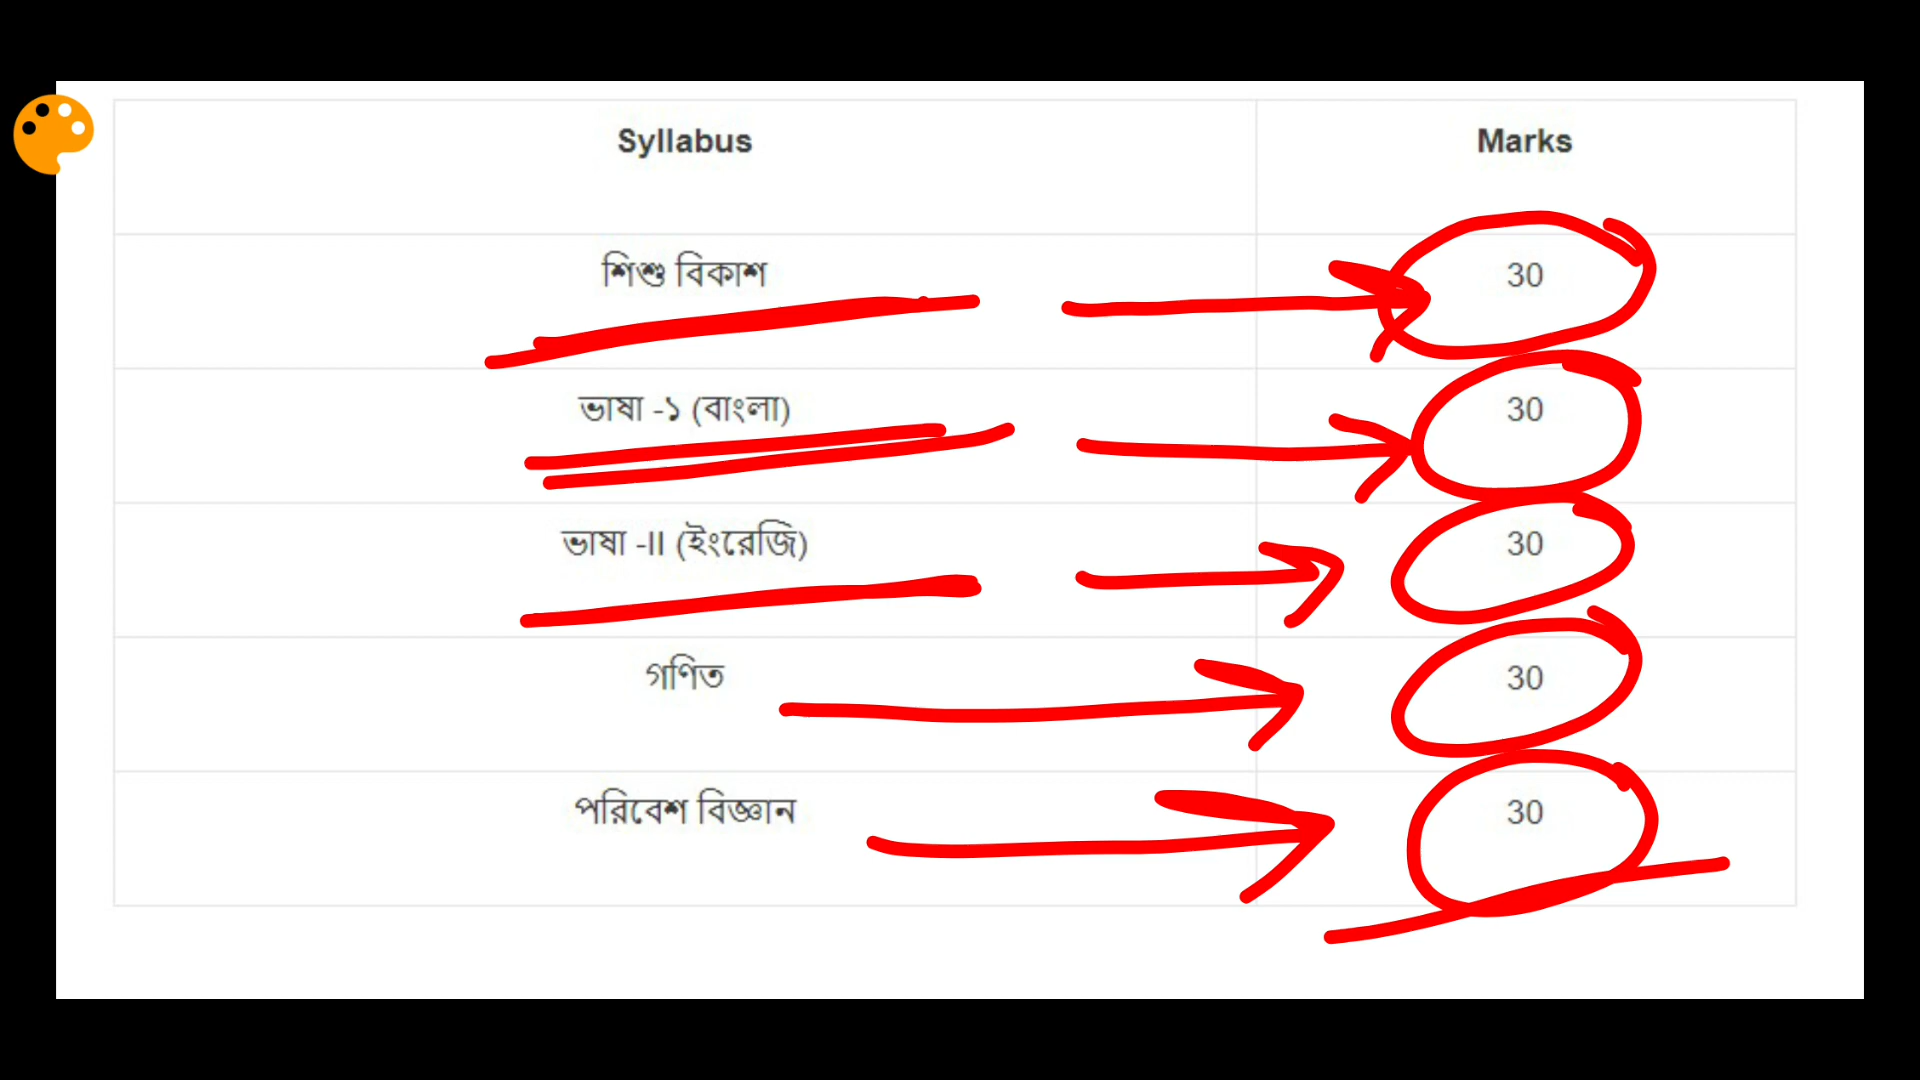 Syllabus Marks
শিশু বিকাশ 30
ভাষা -১ (বাংলা) 30
ভাষা -II (ইংরেজি) 30
গণিত 30
পরিবেশ বিজ্ঞান 30